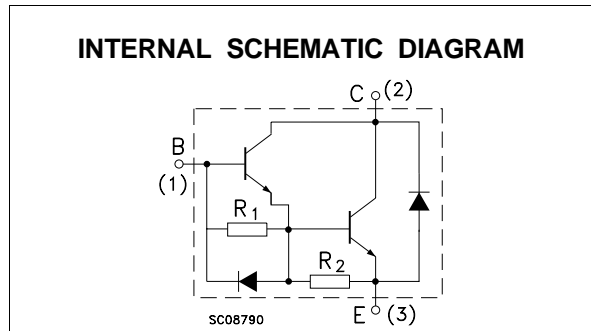 INTERNAL SCHEMATIC DIAGRAM
C (2)
B
(1)
R1
R2
SC08790
E (3)